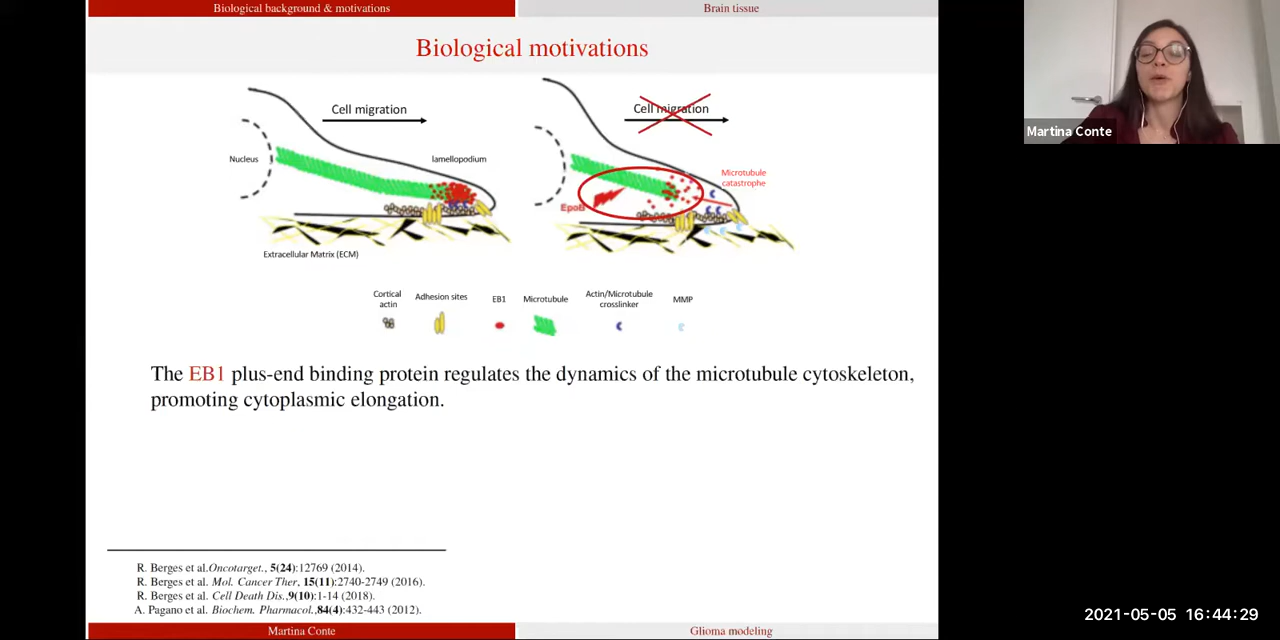 Biological background & motivations
Brain tissue
Biological motivations
Cell migration
Cell migration
Nucleus
lamellopodium
Microtubule
catastrophe
EpoB
Extracellular Matrix (ECM)
Cortical
actin
Adhesion sites
EB1
Microtubule
Actin/Microtubule
crosslinker
MMP
The EB1 plus-end binding protein regulates the dynamics of the microtubule cytoskeleton,
promoting cytoplasmic elongation.
R. Berges et al.Oncotarget., 5(24):12769 (2014).
R. Berges et al. Mol. Cancer Ther, 15(11):2740-2749 (2016).
R. Berges et al. Cell Death Dis.,9(10):1-14 (2018).
A. Pagano et al. Biochem. Pharmacol.,84(4):432-443 (2012).
Martina Conte
Glioma modeling
Martina Conte
2021-05-05 16:44:29